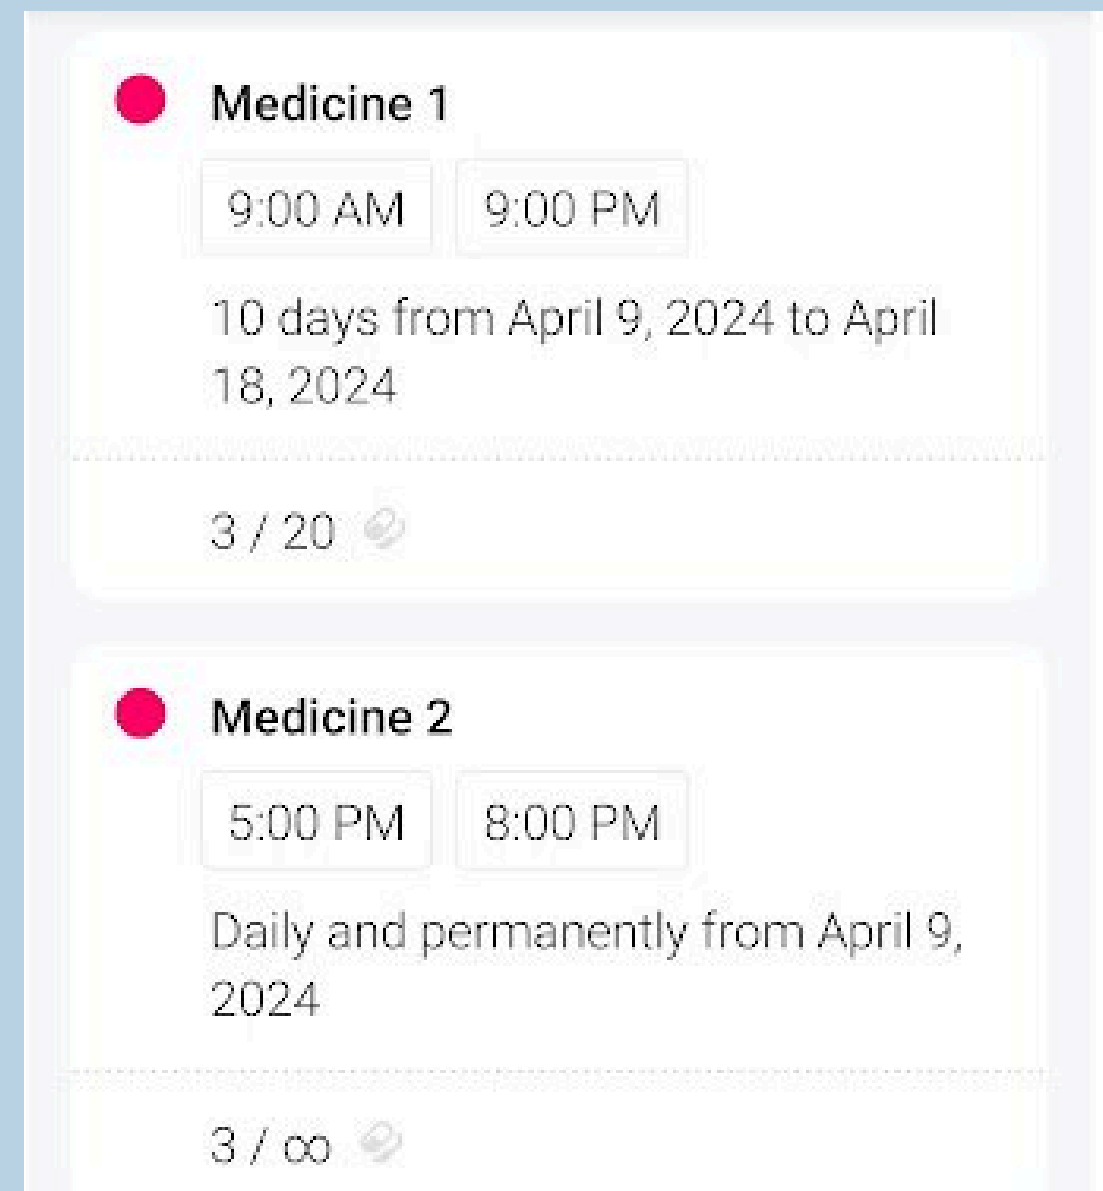 Medicine 1
9:00 AM 9:00 PM
10 days from April 9, 2024 to April
18, 2024
3 / 20
Medicine 2
5:00 PM 8:00 PM
Daily and permanently from April 9,
2024
3 / ∞